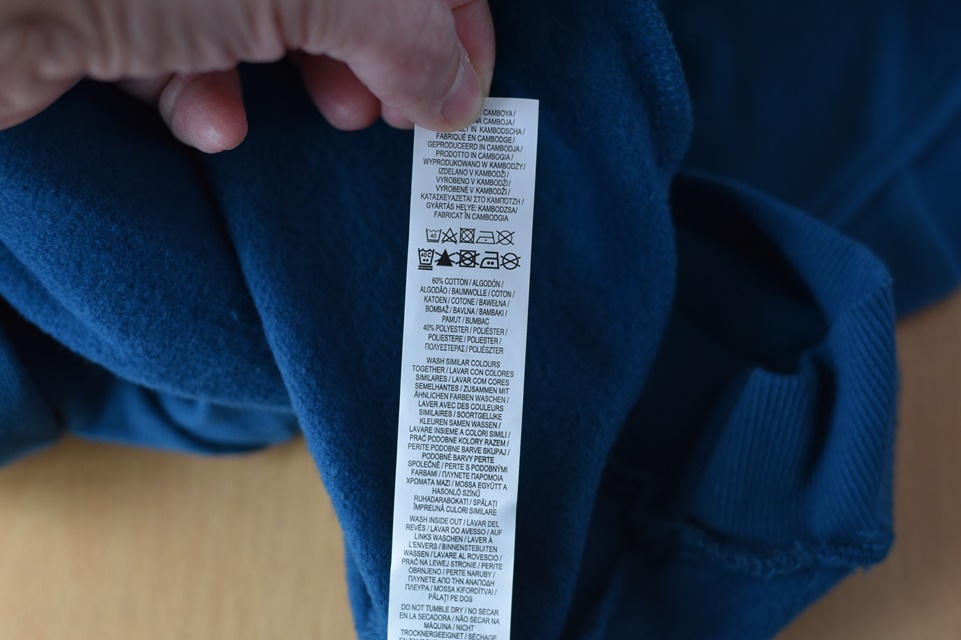 CAMBOYA /
CAMBOJA /
IN KAMBODSCHA /
FABRIQUÉ EN CAMBODGE /
GEPRODUCEERD IN CAMBODJA /
PRODOTTO IN CAMBOGIA /
WYPRODUKOWANO W KAMBODŻY /
IZDELANO V KAMBODŽI /
VYROBENO V KAMBODŽI /
VYROBENÉ V KAMBODŽI /
ΚΑΤΑΣΚΕΥΑΖΕΤΑΙ ΣΤΟ ΚΑΜΠΟΤΖΗ /
GYÁRTÁS HELYE: KAMBODZSA/
FABRICAT ÎN CAMBODGIA
40
40°C
60% COTTON / ALGODÓN /
ALGODÃO / BAUMWOLLE / COTON /
KATOEN / COTONE / BAWEŁNA /
BOMBAŽ / BAVLNA / BAMBAKI /
PAMUT / BUMBAC
40% POLYESTER / POLIÉSTER /
POLIESTERE / POLIESTER /
ΠΟΛΥΕΣΤΕΡΑΣ / POLIÉSZTER
WASH SIMILAR COLOURS
TOGETHER / LAVAR CON COLORES
SIMILARES / LAVAR COM CORES
SEMELHANTES / ZUSAMMEN MIT
ÄHNLICHEN FARBEN WASCHEN /
LAVER AVEC DES COULEURS
SIMILAIRES / SOORTGELIJKE
KLEUREN SAMEN WASSEN /
LAVARE INSIEME A COLORI SIMILI /
PRAĆ PODOBNE KOLORY RAZEM /
PERITE PODOBNE BARVE SKUPAJ /
PODOBNÉ BARVY PERTE
SPOLEČNĚ / PERTE S PODOBNÝMI
FARBAMI / ΠΛΥΝΕΤΕ ΠΑΡΟΜΟΙΑ
ΧΡΩΜΑΤΑ ΜΑΖΙ / MOSSA EGYÜTT A
HASONLÓ SZÍNŰ
RUHADARABOKAT! / SPĂLAȚI
ÎMPREUNĂ CULORI SIMILARE
WASH INSIDE OUT / LAVAR DEL
REVÉS / LAVAR DO AVESSO / AUF
LINKS WASCHEN / LAVER À
L'ENVERS / BINNENSTEBUITEN
WASSEN / LAVARE AL ROVESCIO /
PRAĆ NA LEWEJ STRONIE / PERITE
OBRNJENO / PERTE NARUBY /
ΠΛΥΝΕΤΕ ΑΠΟ ΤΗΝ ΑΝΑΠΟΔΗ
ΠΛΕΥΡΑ / MOSSA KIFORDÍTVA! /
PĂLAȚI PE DOS
DO NOT TUMBLE DRY / NO SECAR
EN LA SECADORA / NÃO SECAR NA
MÁQUINA / NICHT
TROCKNERGEEIGNET / SÉCHAGE